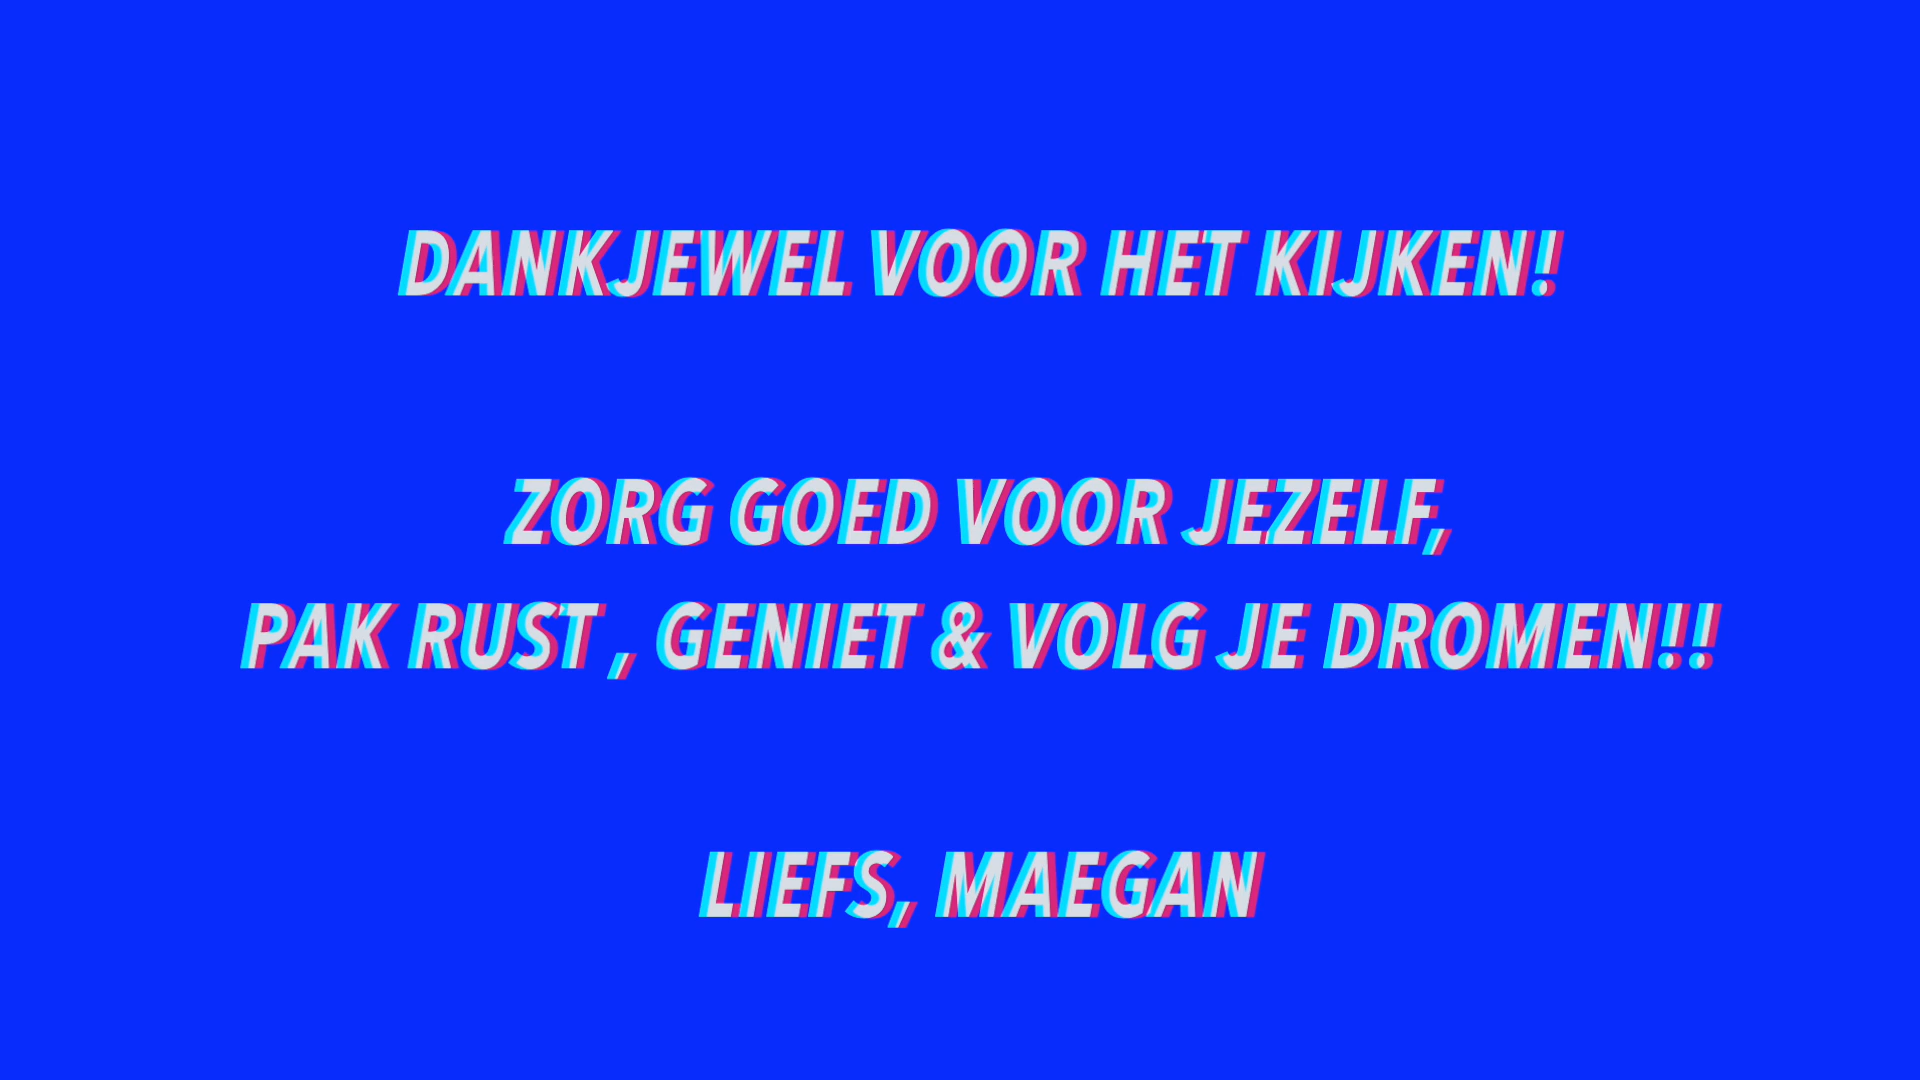 DANKJEWEL VOOR HET KIJKEN!
ZORG GOED VOOR JEZELF,
PAK RUST , GENIET & VOLG JE DROMEN!!
LIEFS, MAEGAN